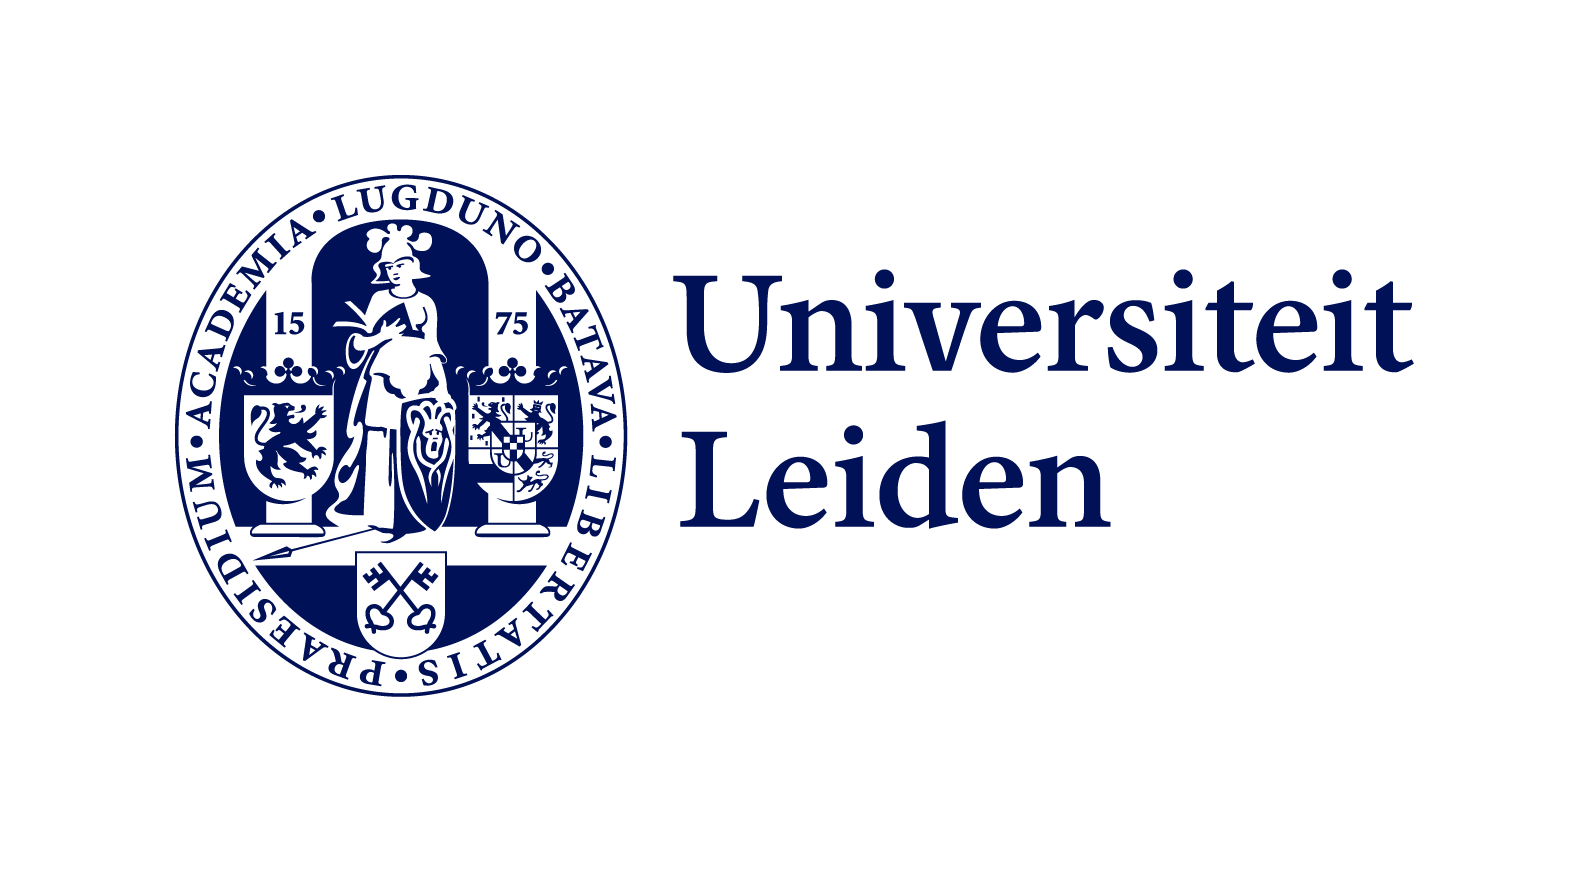 ACADEMIA • LUGDUNO • BATAVA • LIBERTATIS • PRAESIDIUM •
15 75
Universiteit
Leiden